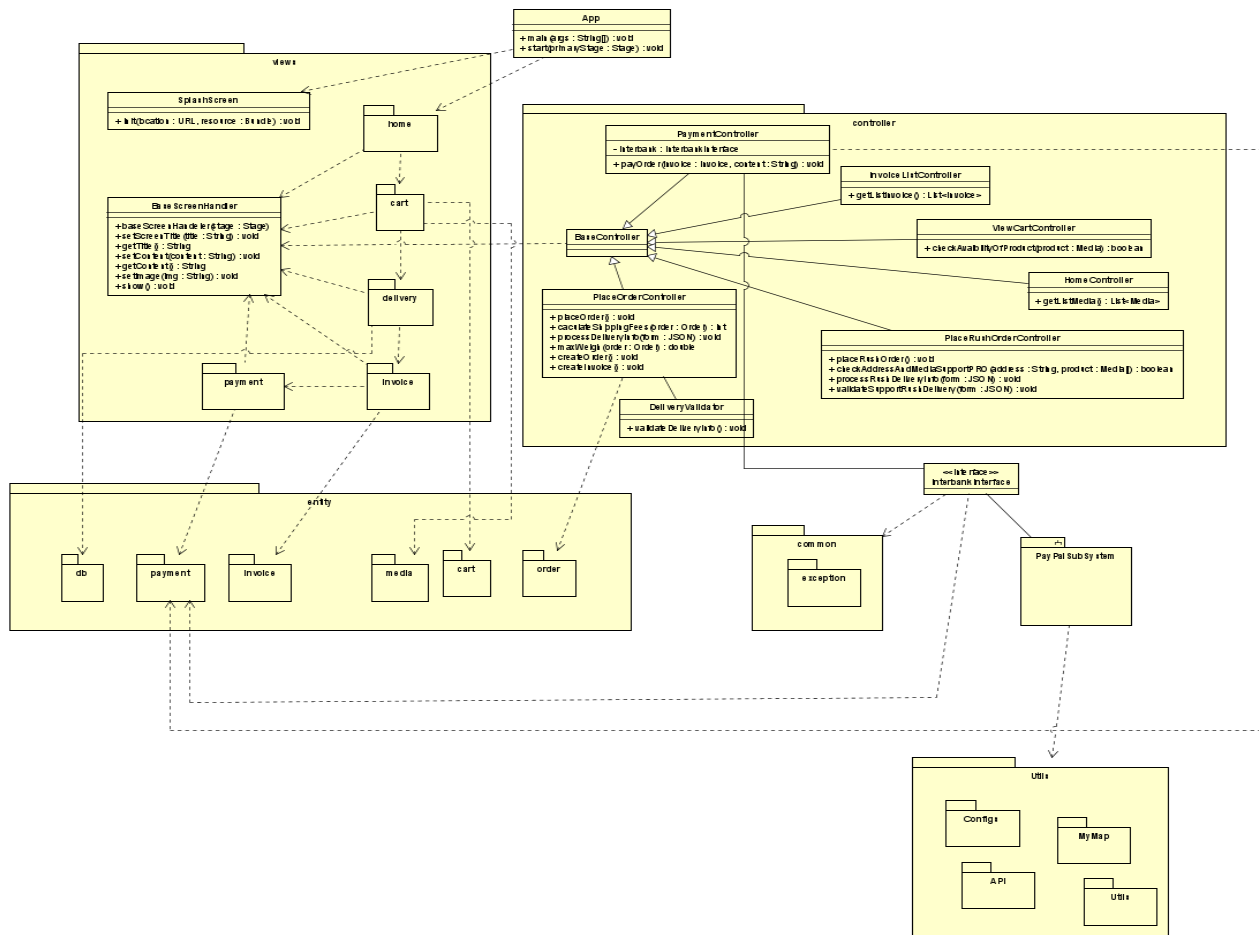 App
+ main(args : String[]) : void
+ start(primaryStage : Stage) : void
views
SplashScreen
+ init(location : URL, resource : Bundle) : void
home
cart
BaseScreenHandler
+ baseScreenHandler(stage : Stage)
+ setScreenTitle(title : String) : void
+ getTitle() : String
+ setContent(content : String) : void
+ getContent() : String
+ setImage(img : String) : void
+ show() : void
delivery
payment
invoice
controller
PaymentController
- interbank : InterbankInterface
+ payOrder(invoice : Invoice, content : String) : void
InvoiceListController
+ getListInvoice() : List<Invoice>
ViewCartController
+ checkAvaibilityOfProduct(product : Media) : boolean
BaseController
HomeController
+ getListMedia() : List<Media>
PlaceOrderController
+ placeOrder() : void
+ caculateShippingFees(order : Order) : int
+ processDeliveryInfo(form : JSON) : void
+ maxWeigh(order : Order) : double
+ createOrder() : void
+ createInvoice() : void
PlaceRushOrderController
+ placeRushOrder() : void
+ checkAddressAndMediaSupportPRO(address : String, product : Media[]) : boolean
+ processRushDeliveryInfo(form : JSON) : void
+ validateSupportRushDelivery(form : JSON) : void
DeliveryValidator
+ validateDeliveryInfo() : void
<<Interface>>
InterbankInterface
entity
db
payment
invoice
media
cart
order
common
exception
PayPalSubSystem
Utils
Configs
MyMap
API
Utils